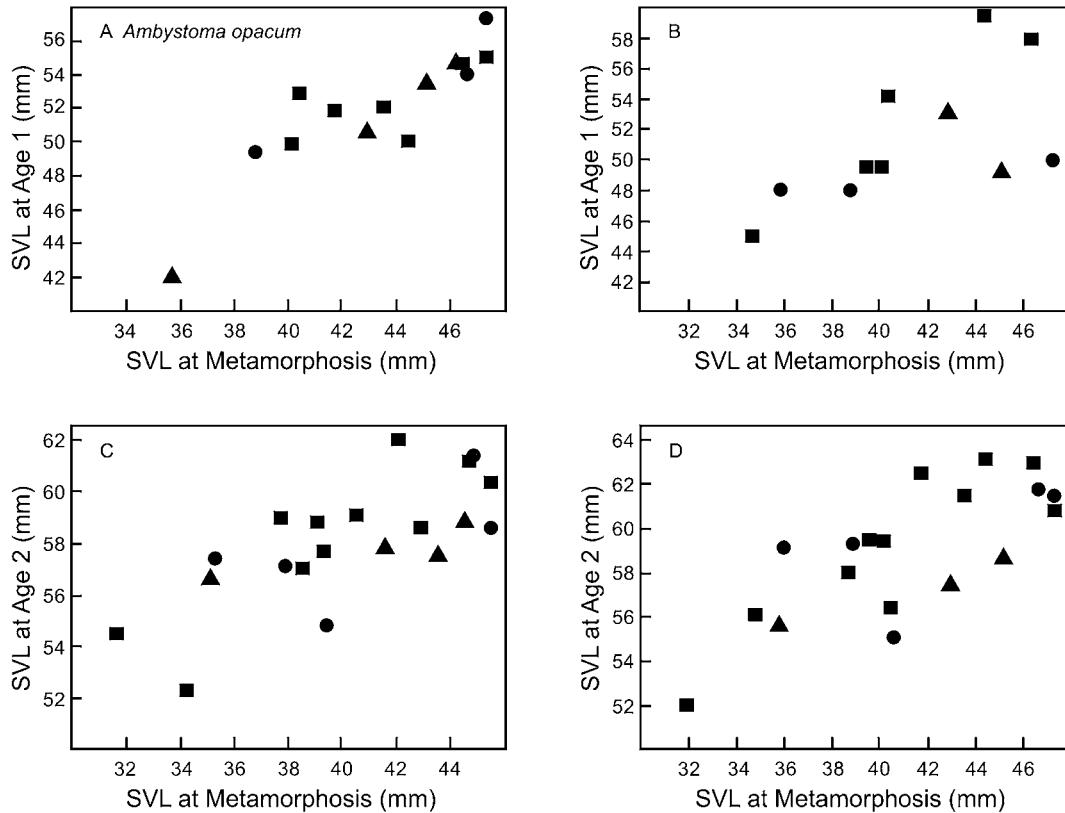 A Ambystoma opacum
56
54
52
50
48
46
44
42
SVL at Age 1 (mm)
34 36 38 40 42 44 46
SVL at Metamorphosis (mm)
B
58
56
54
52
50
48
46
44
42
SVL at Age 1 (mm)
32 34 36 38 40 42 44 46
SVL at Metamorphosis (mm)
C
62
60
58
56
54
52
SVL at Age 2 (mm)
32 34 36 38 40 42 44
SVL at Metamorphosis (mm)
D
64
62
60
58
56
54
52
SVL at Age 2 (mm)
32 34 36 38 40 42 44 46
SVL at Metamorphosis (mm)